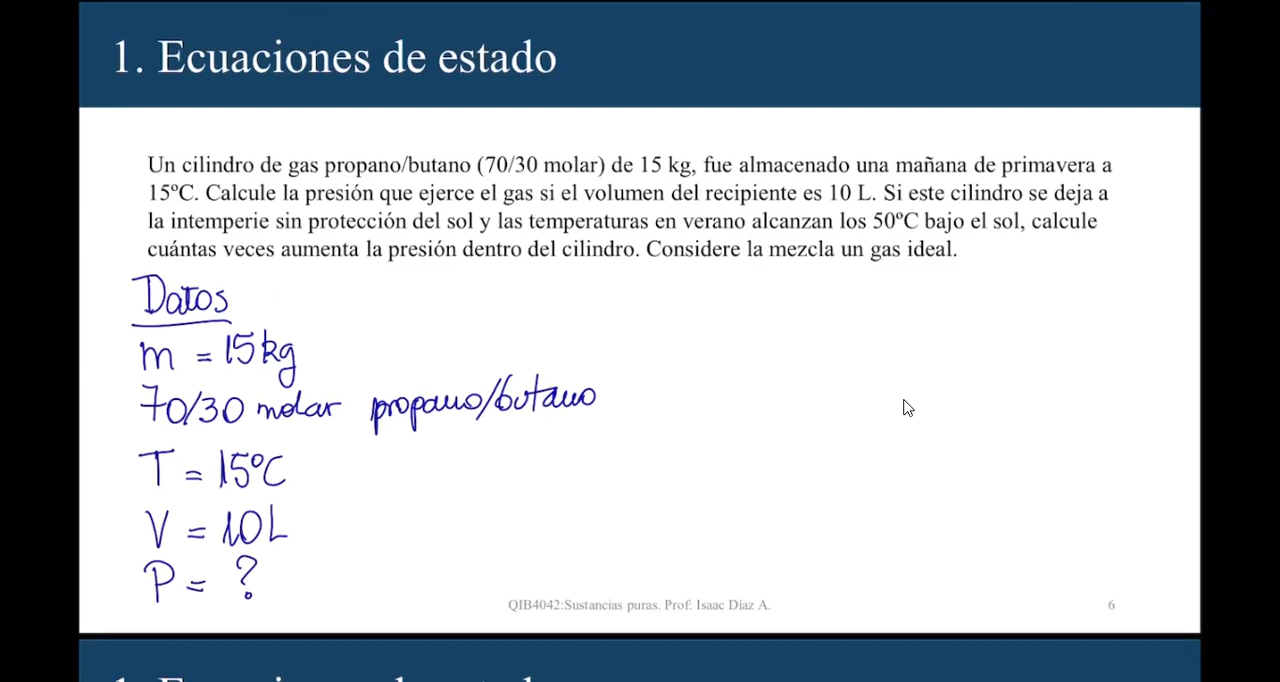 1. Ecuaciones de estado
Un cilindro de gas propano/butano (70/30 molar) de 15 kg, fue almacenado una mañana de primavera a
15ºC. Calcule la presión que ejerce el gas si el volumen del recipiente es 10 L. Si este cilindro se deja a
la intemperie sin protección del sol y las temperaturas en verano alcanzan los 50ºC bajo el sol, calcule
cuántas veces aumenta la presión dentro del cilindro. Considere la mezcla un gas ideal.
Datos
m = 15 kg
70/30 molar propano/butano
T = 15ºC
V = 10 L
P = ?
QIB4042:Sustancias puras. Prof: Isaac Díaz A.
6